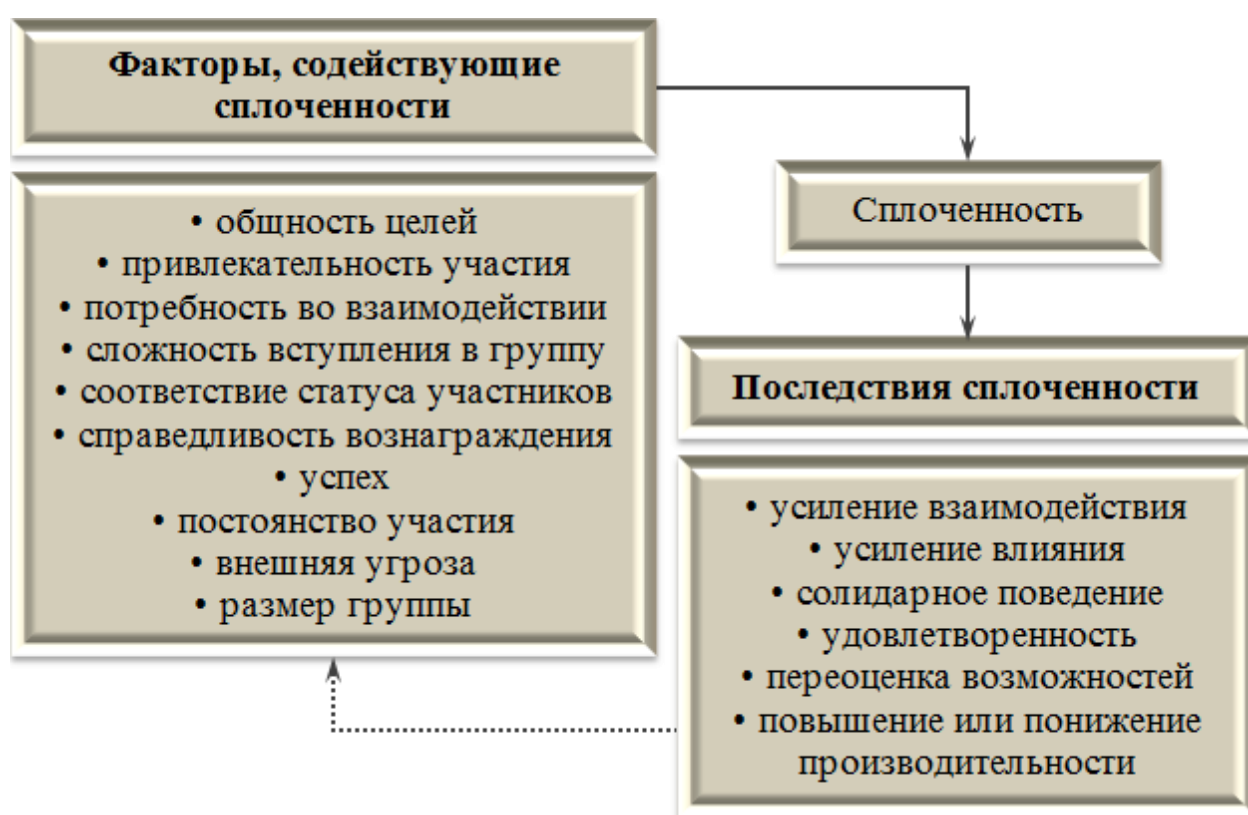 Факторы, содействующие
сплоченности
• общность целей
• привлекательность участия
• потребность во взаимодействии
• сложность вступления в группу
• соответствие статуса участников
• справедливость вознаграждения
• успех
• постоянство участия
• внешняя угроза
• размер группы
Сплоченность
Последствия сплоченности
• усиление взаимодействия
• усиление влияния
• солидарное поведение
• удовлетворенность
• переоценка возможностей
• повышение или понижение
производительности